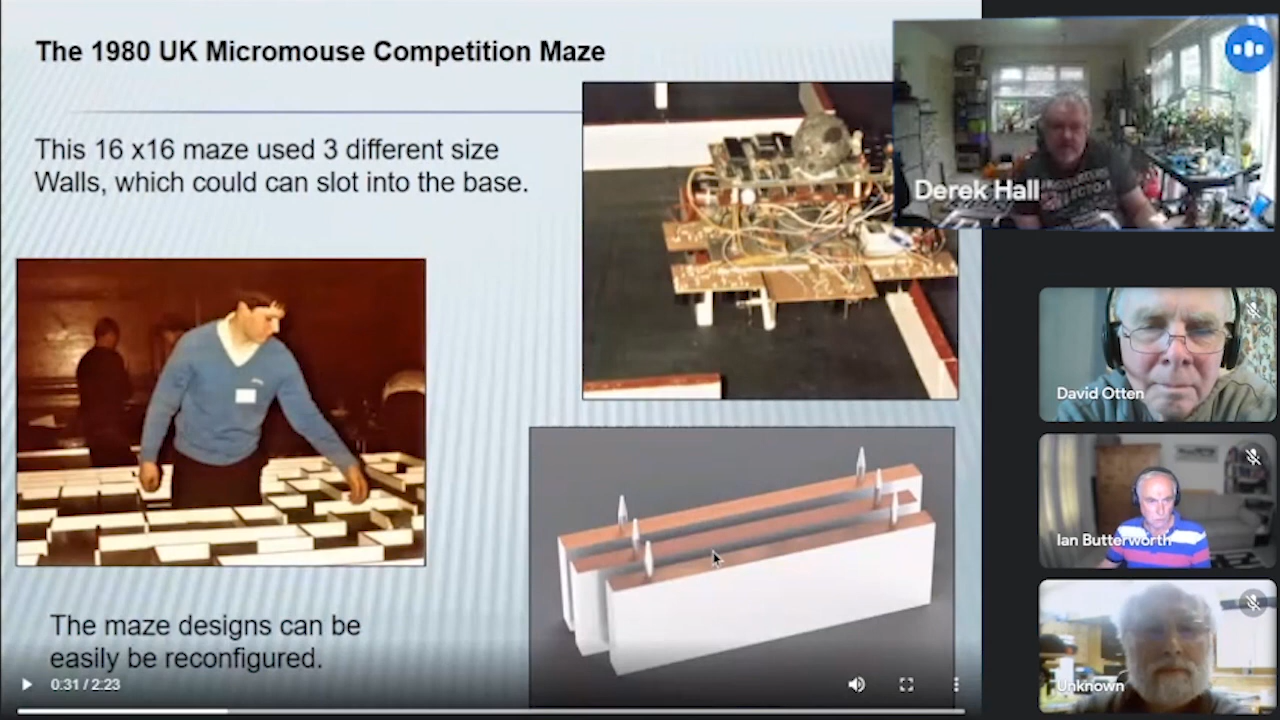 The 1980 UK Micromouse Competition Maze
This 16 x16 maze used 3 different size
Walls, which could can slot into the base.
The maze designs can be
easily be reconfigured.
0:31 / 2:23
Derek Hall
David Otten
Ian Butterworth
Unknown